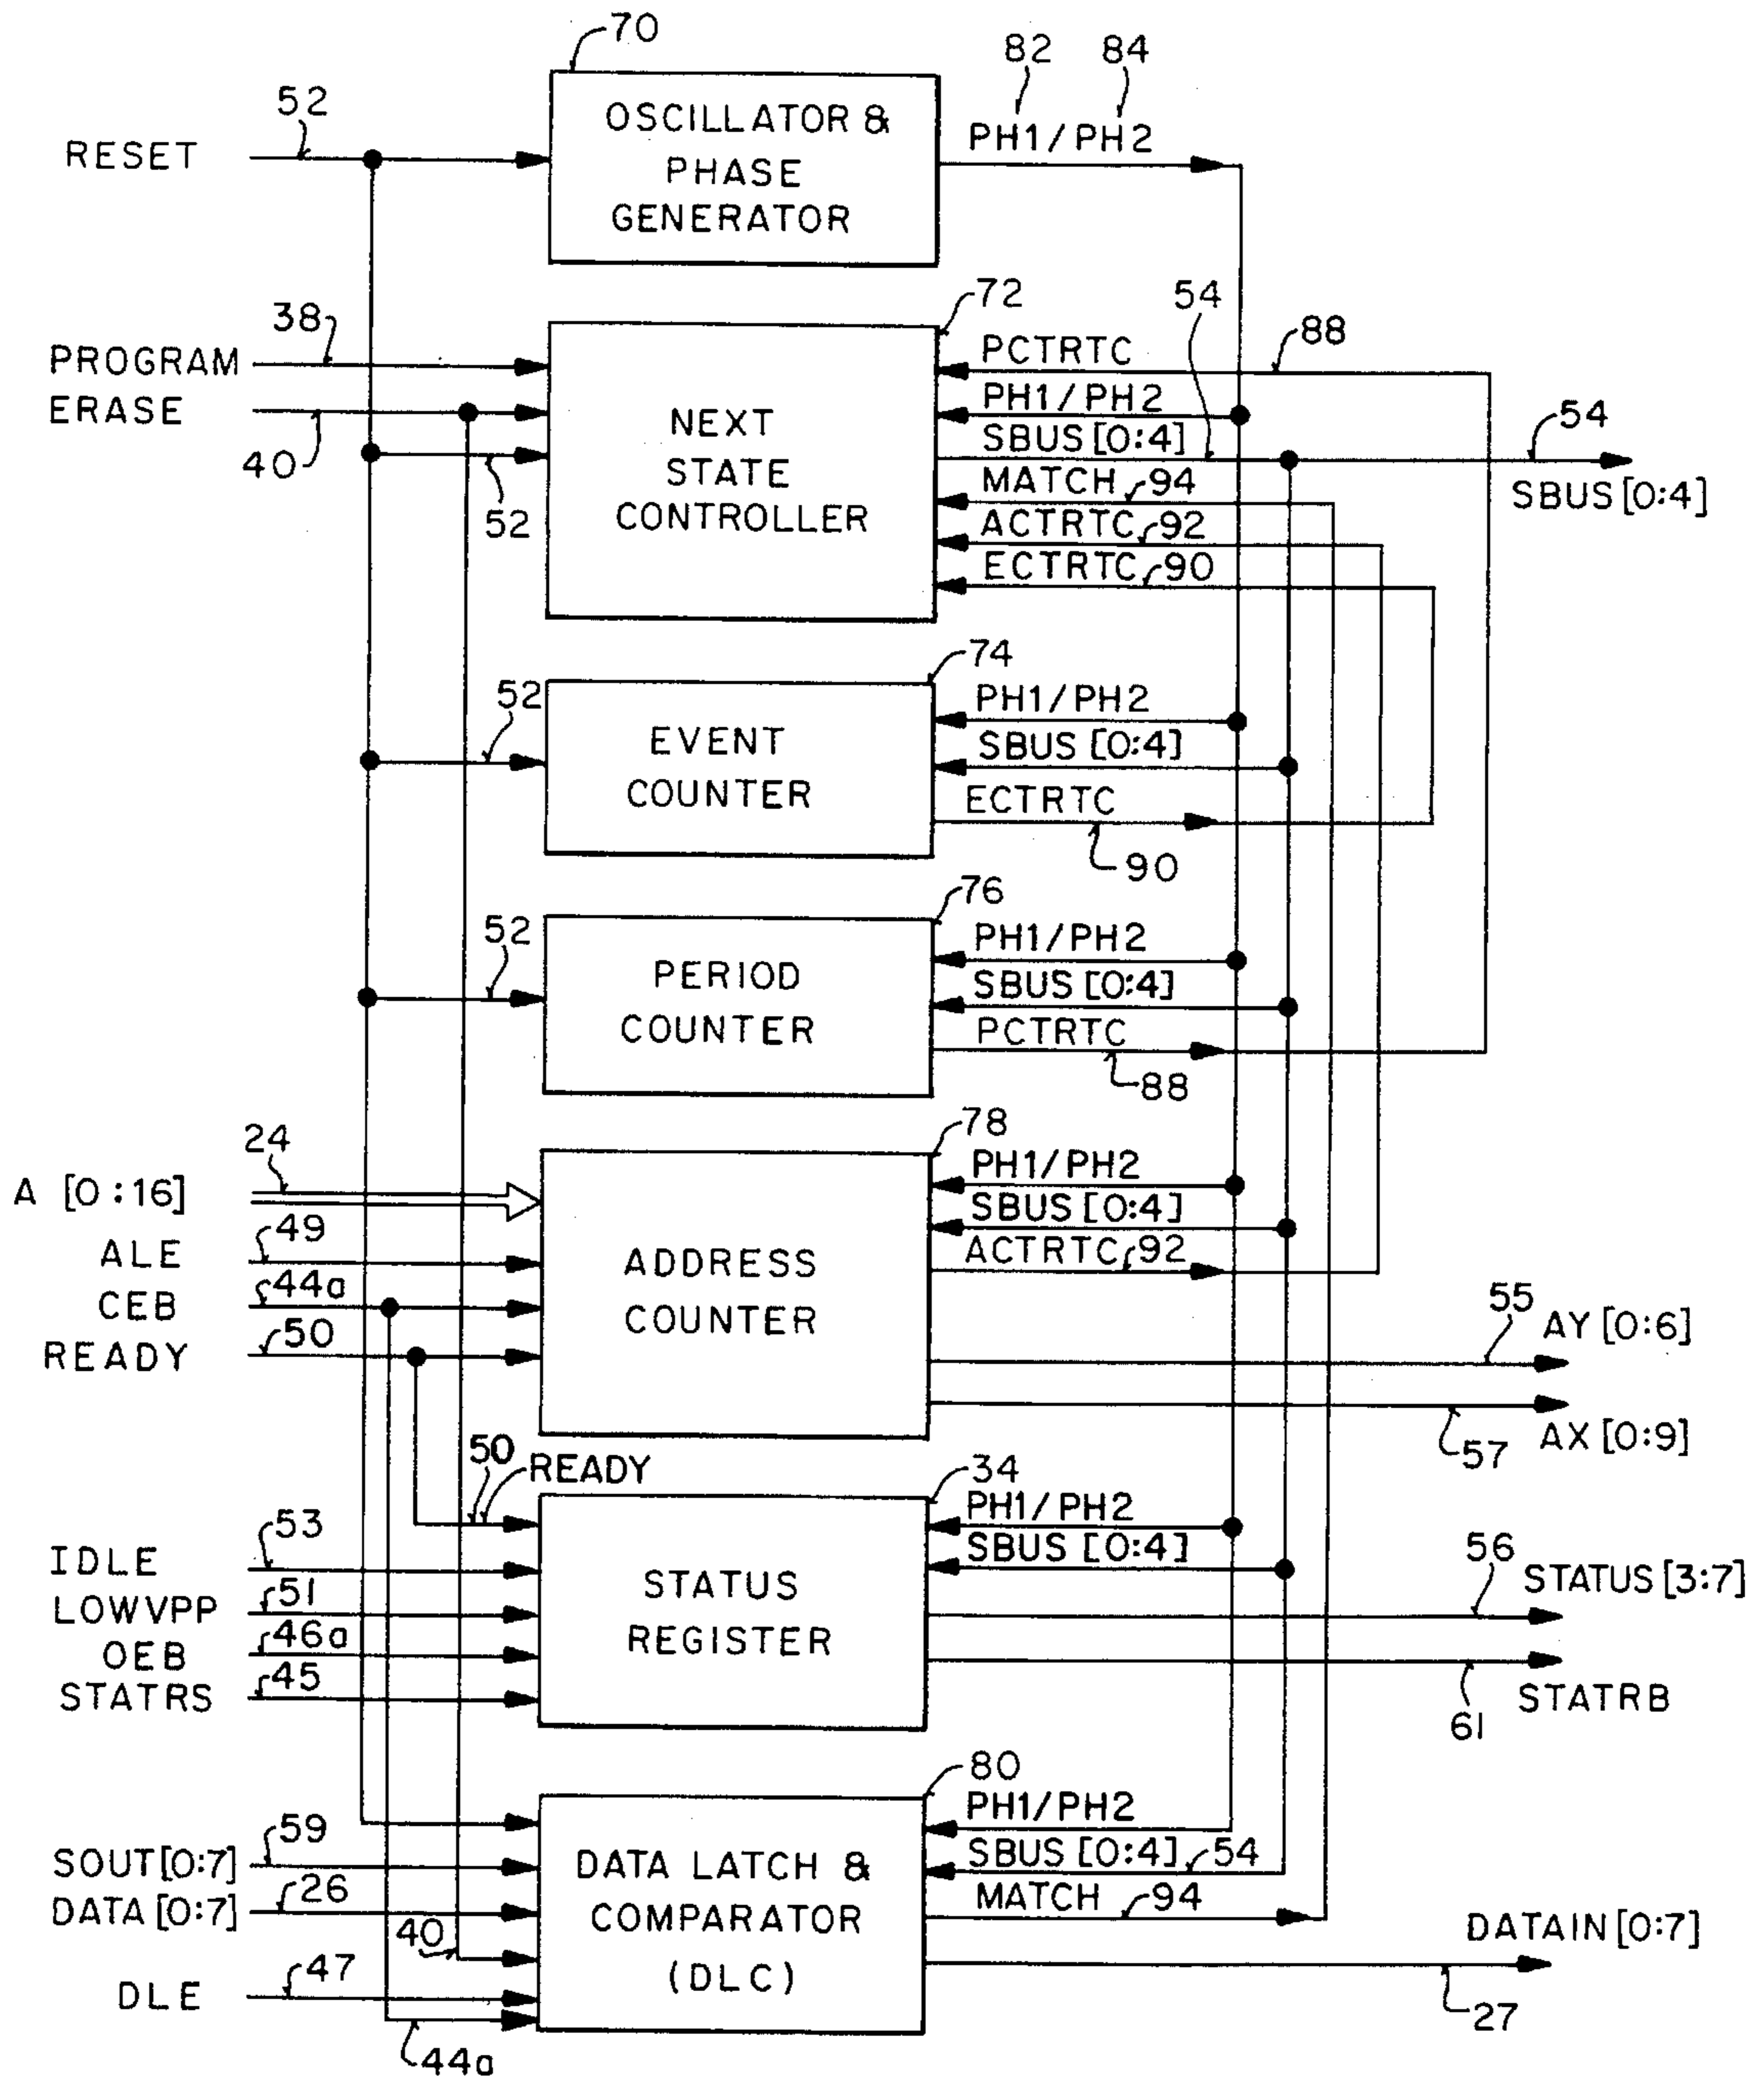 70
82 84
52
RESET
OSCILLATOR &
PHASE
GENERATOR
PH1/PH2
72
54
38
88
PROGRAM
ERASE
40
52
NEXT
STATE
CONTROLLER
PCTRTC
PH1/PH2
SBUS[0:4]
MATCH 94
ACTRTC 92
ECTRTC 90
54
SBUS[0:4]
74
52
EVENT
COUNTER
PH1/PH2
SBUS [0:4]
ECTRTC
90
76
52
PERIOD
COUNTER
PH1/PH2
SBUS [0:4]
PCTRTC
88
78
24
A [0:16]
49
ALE
44a
CEB
50
READY
ADDRESS
COUNTER
PH1/PH2
SBUS [0:4]
ACTRTC 92
55
AY [0:6]
AX [0:9]
57
50 READY
34
53
IDLE
51
LOWVPP
46a
OEB
45
STATRS
STATUS
REGISTER
PH1/PH2
SBUS [0:4]
56
STATUS[3:7]
STATRB
61
80
59
SOUT[0:7]
26
DATA[0:7]
40
47
DLE
44a
DATA LATCH &
COMPARATOR
(DLC)
PH1/PH2
SBUS [0:4] 54
MATCH 94
DATAIN[0:7]
27